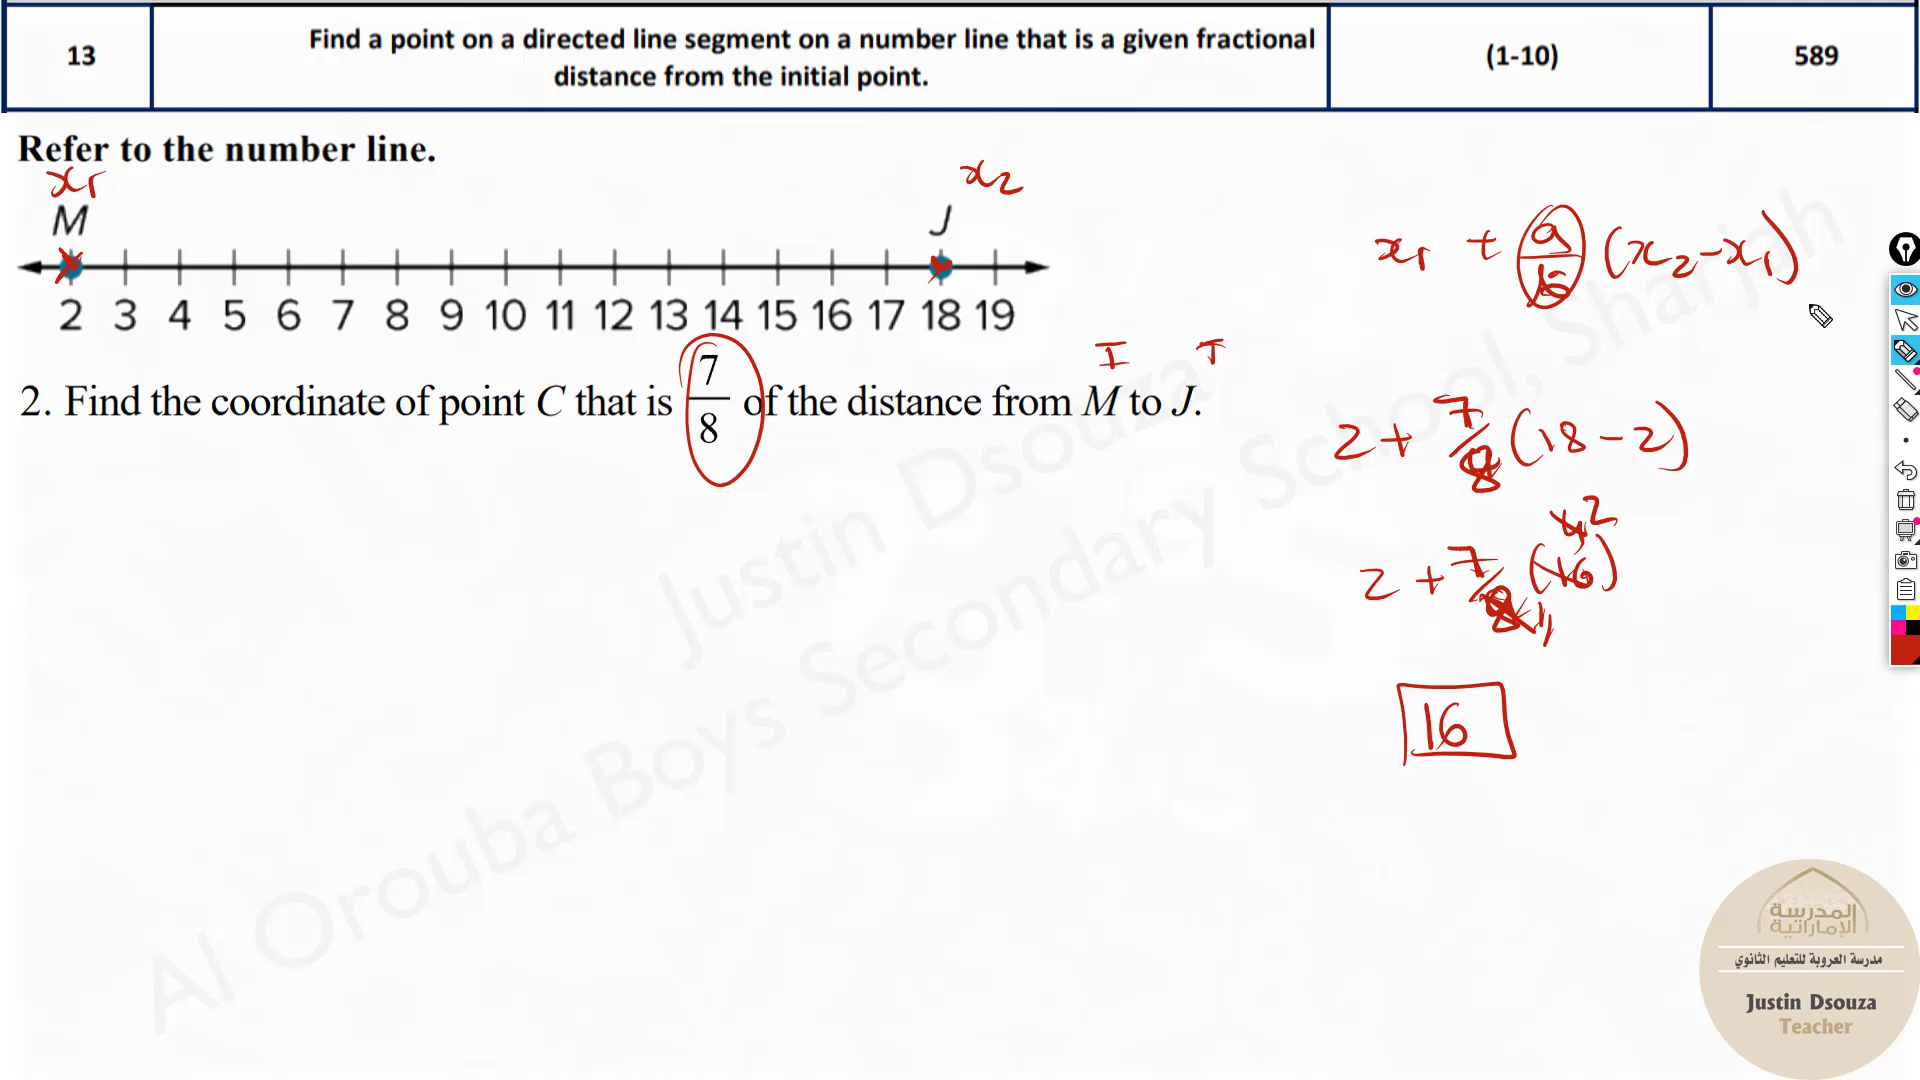 13
Find a point on a directed line segment on a number line that is a given fractional
distance from the initial point.
(1-10)
589
Refer to the number line.
x₁
x₂
M
J
2 3 4 5 6 7 8 9 10 11 12 13 14 15 16 17 18 19
I T
2. Find the coordinate of point C that is 7/8 of the distance from M to J.
x₁ + a/b (x₂-x₁)
2 + 7/8 (18 - 2)
4 2
2 + 7/8 (16)
1
16
Justin Dsouza
Al Orouba Boys Secondary School, Sharjah
المدرسة
الإماراتية
مدرسة العروبة للتعليم الثانوي
Justin Dsouza
Teacher